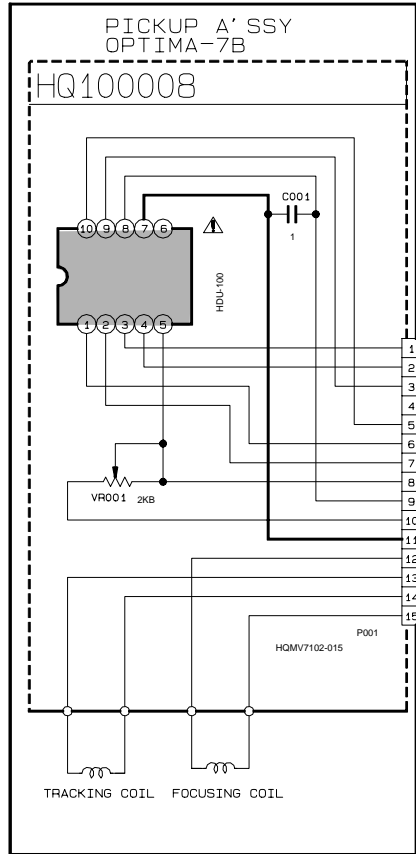 PICKUP A'SSY
OPTIMA-7B
HQ100008
C001
1
10 9 8 7 6
HDU-100
1 2 3 4 5
1
2
3
4
5
6
7
8
9
10
11
12
13
14
15
VR001 2KB
P001
HQMV7102-015
TRACKING COIL FOCUSING COIL